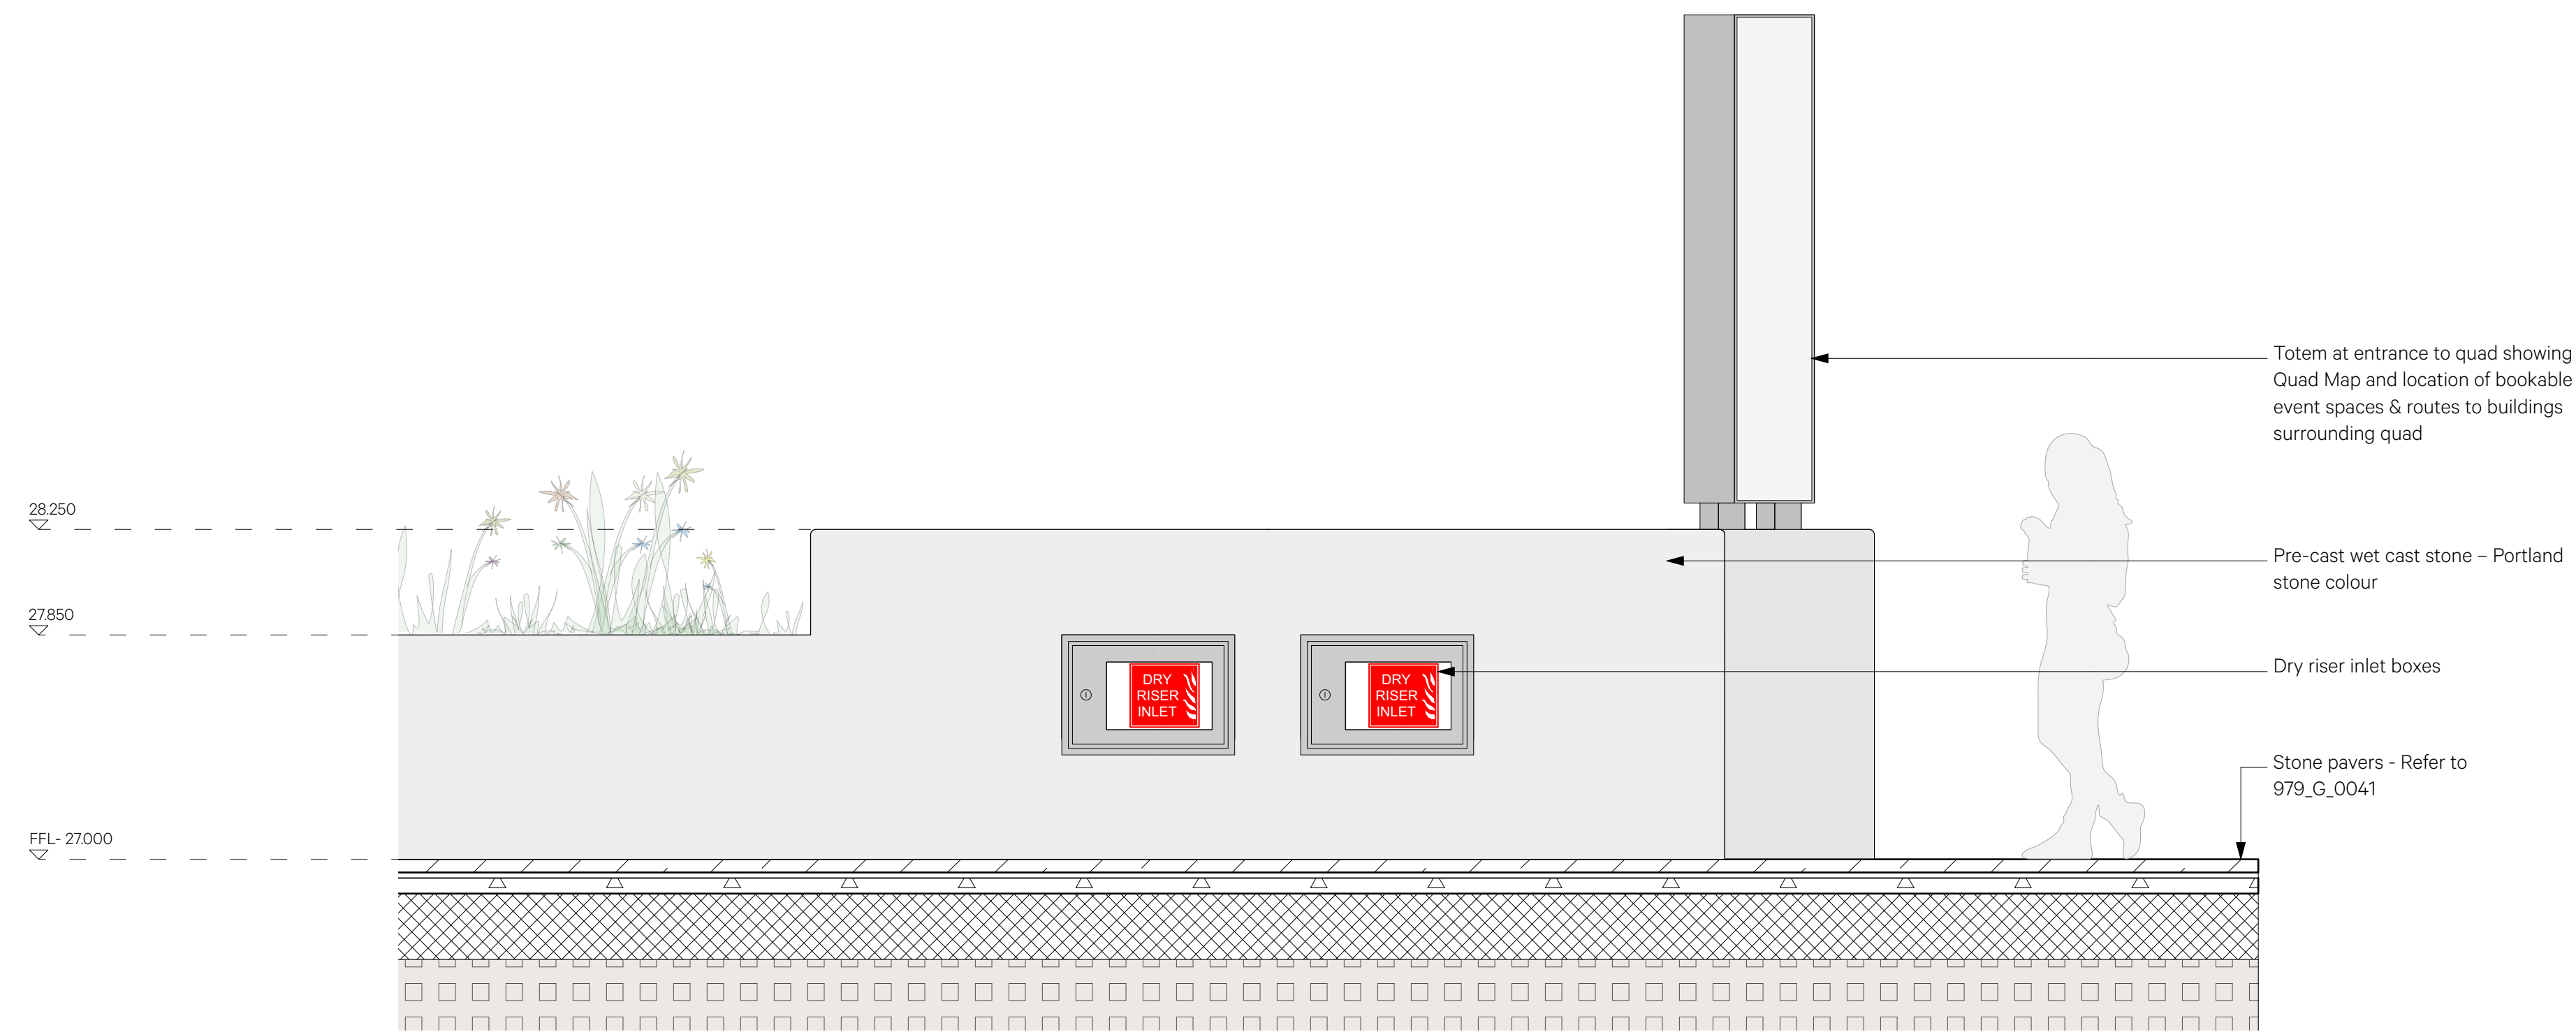 Totem at entrance to quad showing
Quad Map and location of bookable
event spaces & routes to buildings
surrounding quad
28.250
Pre-cast wet cast stone – Portland
stone colour
27.850
DRY
RISER
INLET
DRY
RISER
INLET
Dry riser inlet boxes
Stone pavers - Refer to
979_G_0041
FFL- 27.000